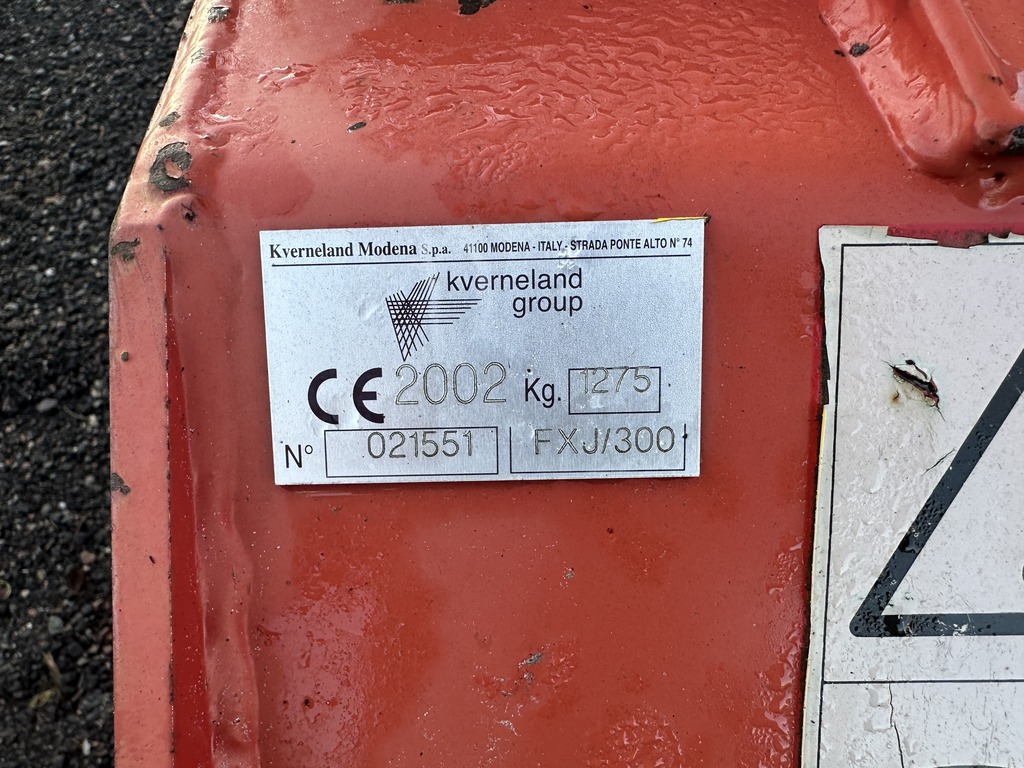 Kverneland Modena S.p.a. 41100 MODENA - ITALY - STRADA PONTE ALTO N° 74
kverneland
group
CE 2002 Kg. 1275
N° 021551 FXJ/300